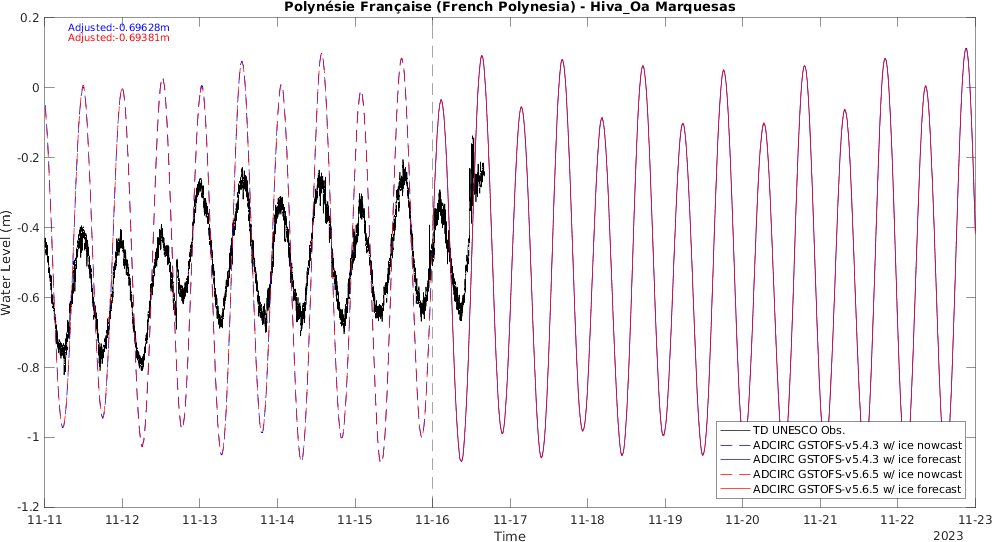 Polynésie Française (French Polynesia) - Hiva_Oa Marquesas
Adjusted:-0.69628m
Adjusted:-0.69381m
0.2
0
-0.2
-0.4
-0.6
-0.8
-1
-1.2
Water Level (m)
TD UNESCO Obs.
ADCIRC GSTOFS-v5.4.3 w/ ice nowcast
ADCIRC GSTOFS-v5.4.3 w/ ice forecast
ADCIRC GSTOFS-v5.6.5 w/ ice nowcast
ADCIRC GSTOFS-v5.6.5 w/ ice forecast
11-11 11-12 11-13 11-14 11-15 11-16 11-17 11-18 11-19 11-20 11-21 11-22 11-23
Time
2023